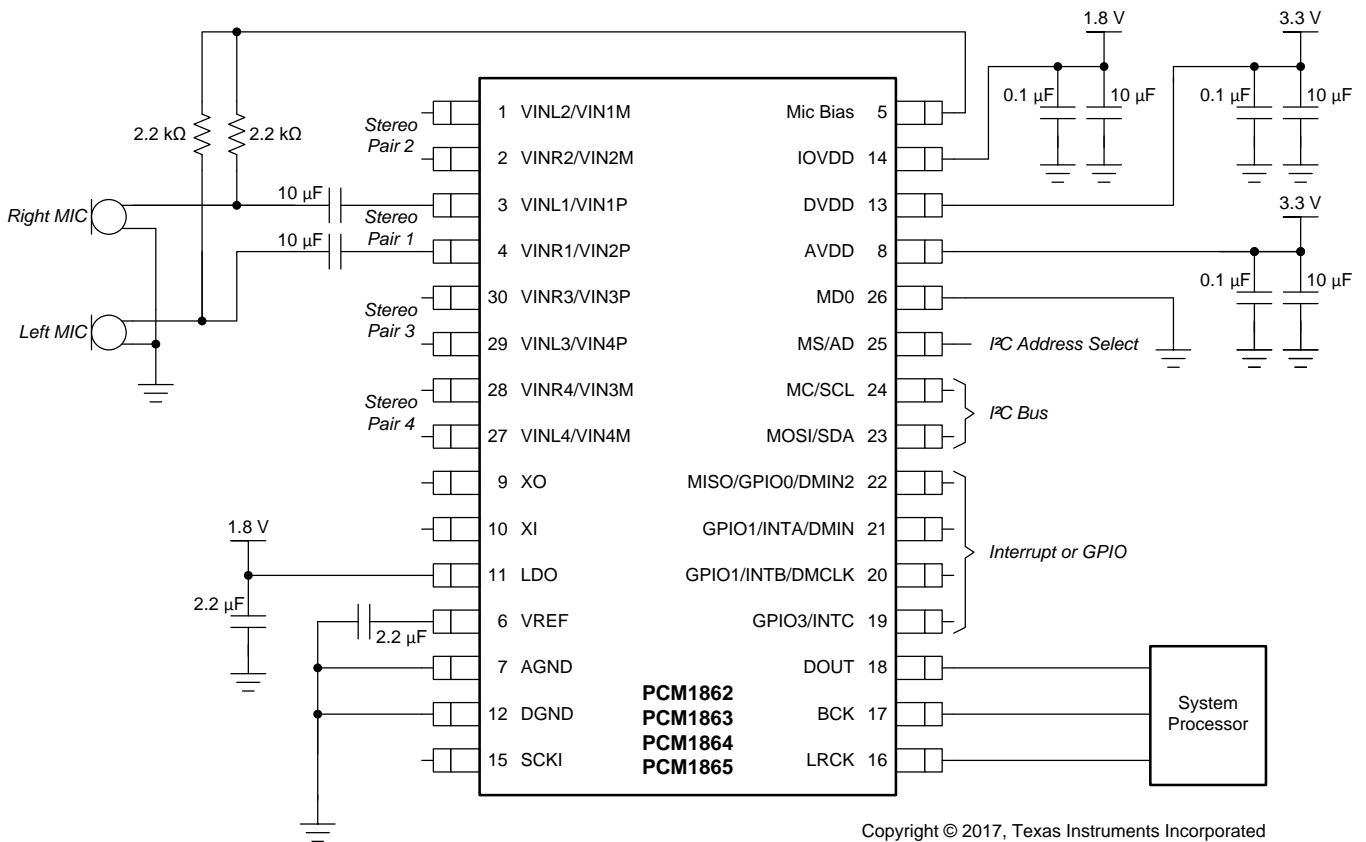 1.8 V
3.3 V
0.1 µF
10 µF
0.1 µF
10 µF
2.2 kΩ
2.2 kΩ
Stereo
Pair 2
1 VINL2/VIN1M
Mic Bias 5
2 VINR2/VIN2M
IOVDD 14
Right MIC
10 µF
10 µF
Stereo
Pair 1
3 VINL1/VIN1P
DVDD 13
3.3 V
4 VINR1/VIN2P
AVDD 8
0.1 µF
10 µF
Left MIC
Stereo
Pair 3
30 VINR3/VIN3P
MD0 26
29 VINL3/VIN4P
MS/AD 25
I²C Address Select
Stereo
Pair 4
28 VINR4/VIN3M
MC/SCL 24
I²C Bus
27 VINL4/VIN4M
MOSI/SDA 23
9 XO
MISO/GPIO0/DMIN2 22
10 XI
GPIO1/INTA/DMIN 21
Interrupt or GPIO
1.8 V
11 LDO
GPIO1/INTB/DMCLK 20
2.2 µF
2.2 µF
6 VREF
GPIO3/INTC 19
7 AGND
DOUT 18
12 DGND
BCK 17
15 SCKI
LRCK 16
PCM1862
PCM1863
PCM1864
PCM1865
System
Processor
Copyright © 2017, Texas Instruments Incorporated